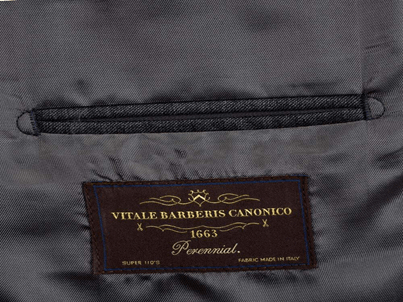 VITALE BARBERIS CANONICO
1663
Perennial.
SUPER 110'S FABRIC MADE IN ITALY